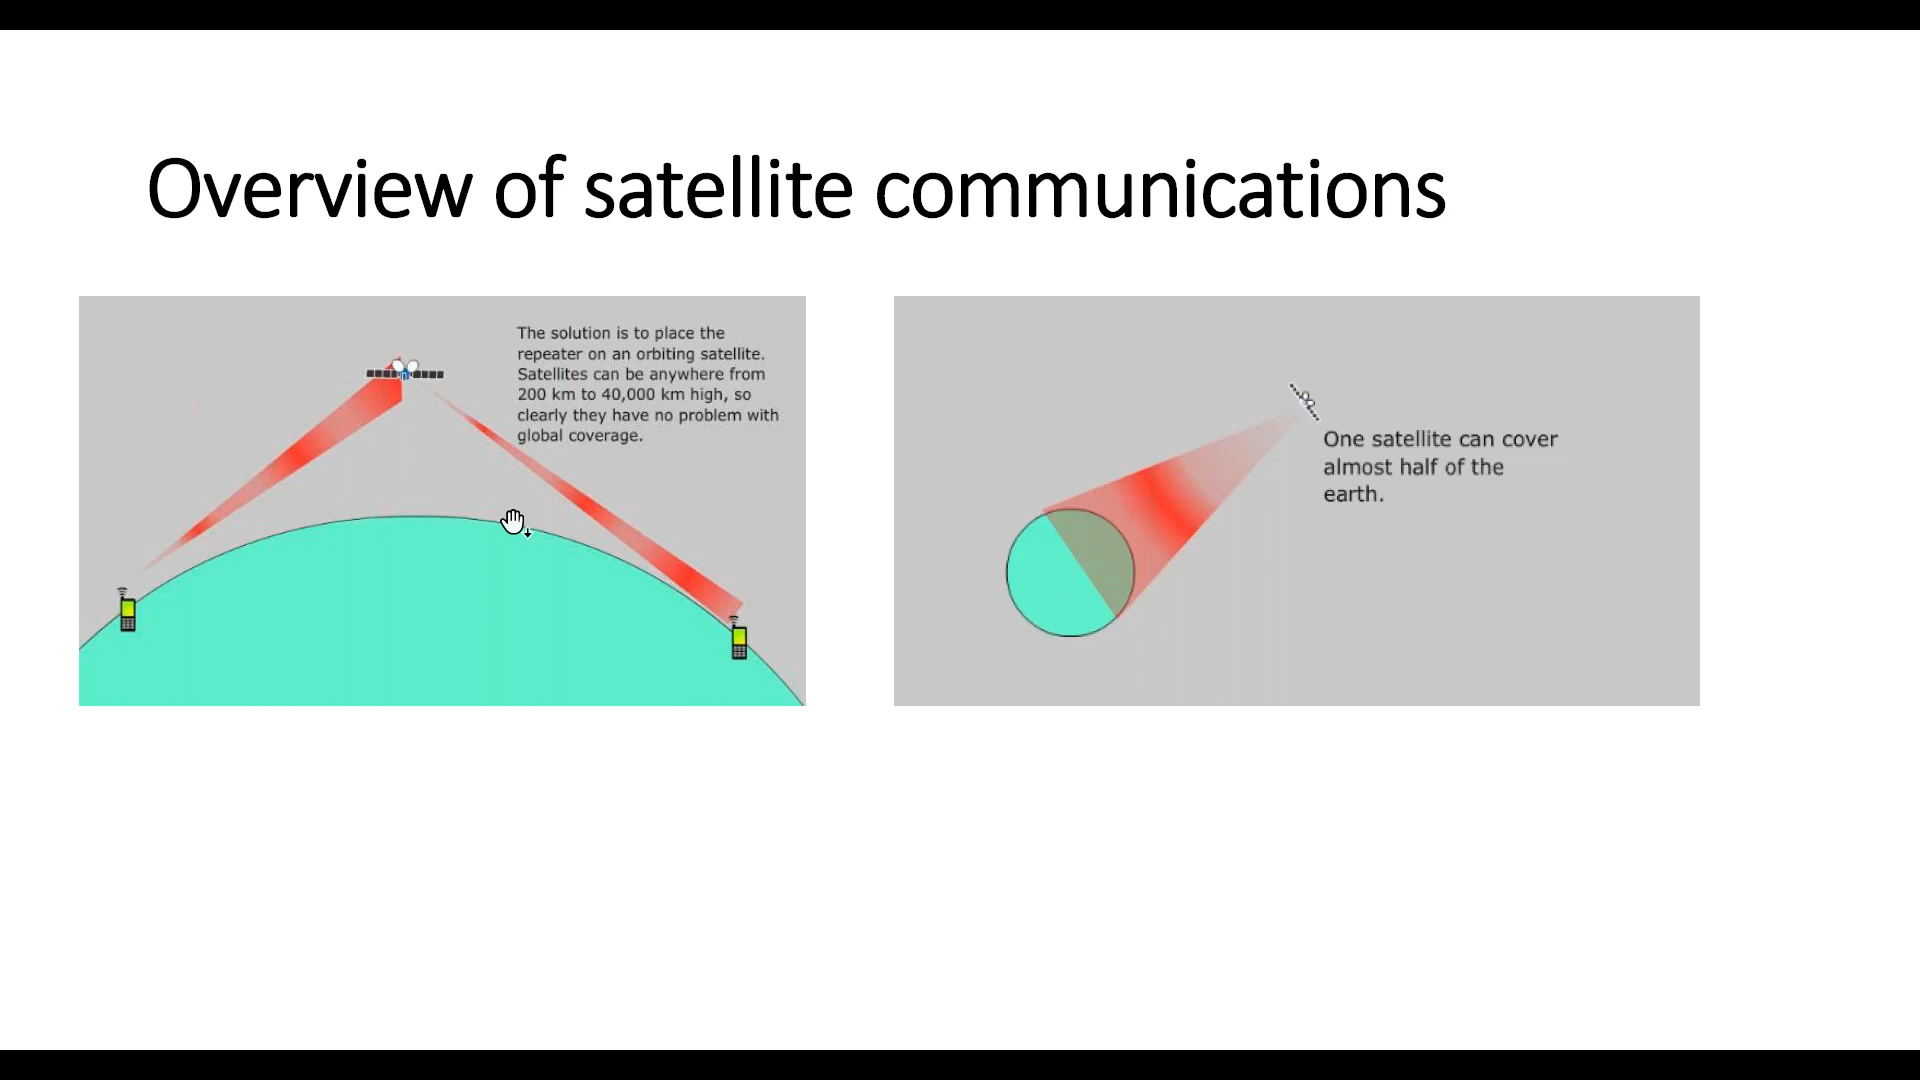 Overview of satellite communications
The solution is to place the
repeater on an orbiting satellite.
Satellites can be anywhere from
200 km to 40,000 km high, so
clearly they have no problem with
global coverage.
One satellite can cover
almost half of the
earth.